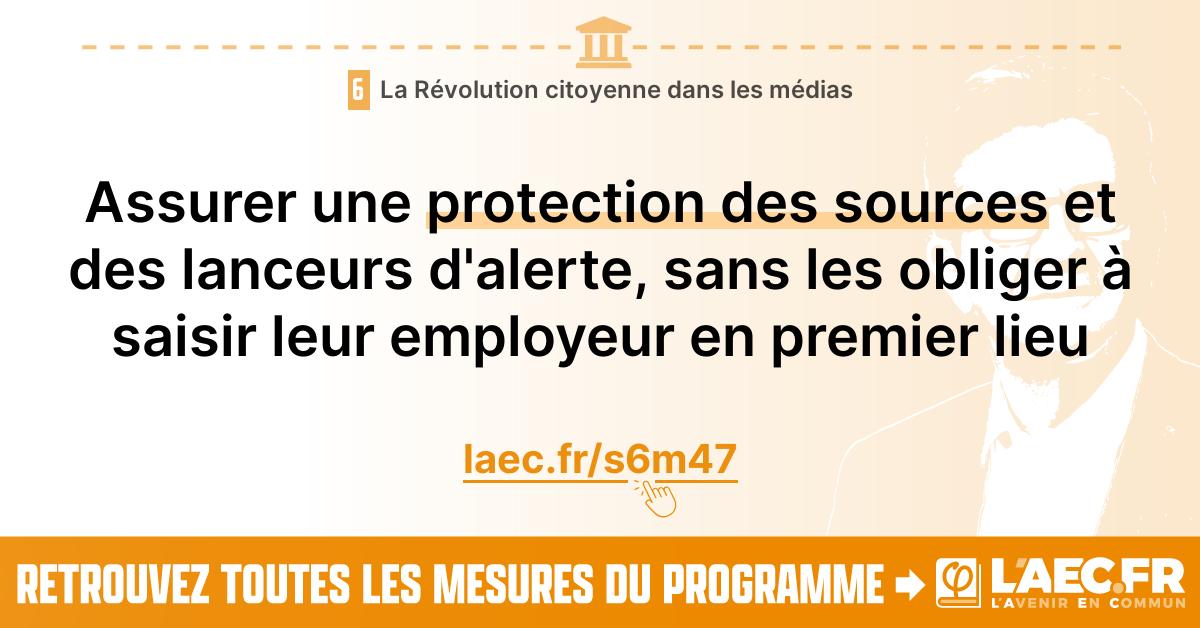 6 La Révolution citoyenne dans les médias
Assurer une protection des sources et
des lanceurs d'alerte, sans les obliger à
saisir leur employeur en premier lieu
laec.fr/s6m47
RETROUVEZ TOUTES LES MESURES DU PROGRAMME
φ L'AEC.FR
L'AVENIR EN COMMUN